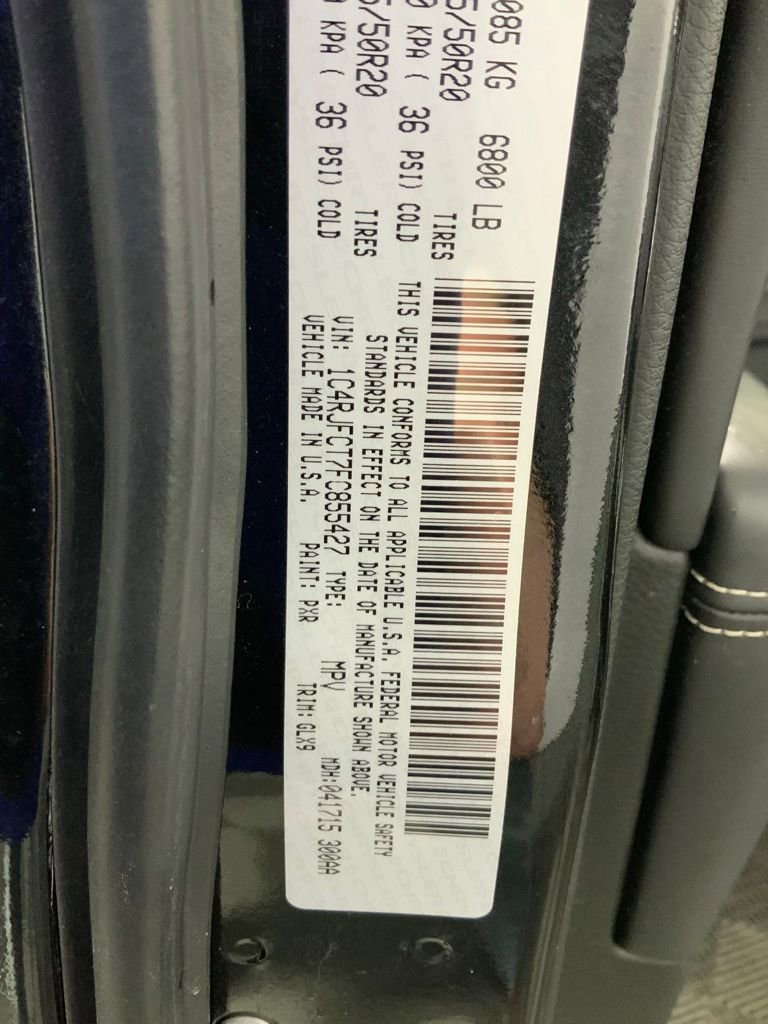 085 KG 6800 LB
5/50R20 TIRES
0 KPA ( 36 PSI) COLD
5/50R20 TIRES
0 KPA ( 36 PSI) COLD
THIS VEHICLE CONFORMS TO ALL APPLICABLE U.S.A. FEDERAL MOTOR VEHICLE SAFETY
STANDARDS IN EFFECT ON THE DATE OF MANUFACTURE SHOWN ABOVE.
VIN: 1C4RJFCT7FC855427 TYPE: MPV MDH:041715 300AA
VEHICLE MADE IN U.S.A. PAINT: PXR TRIM:GLX9